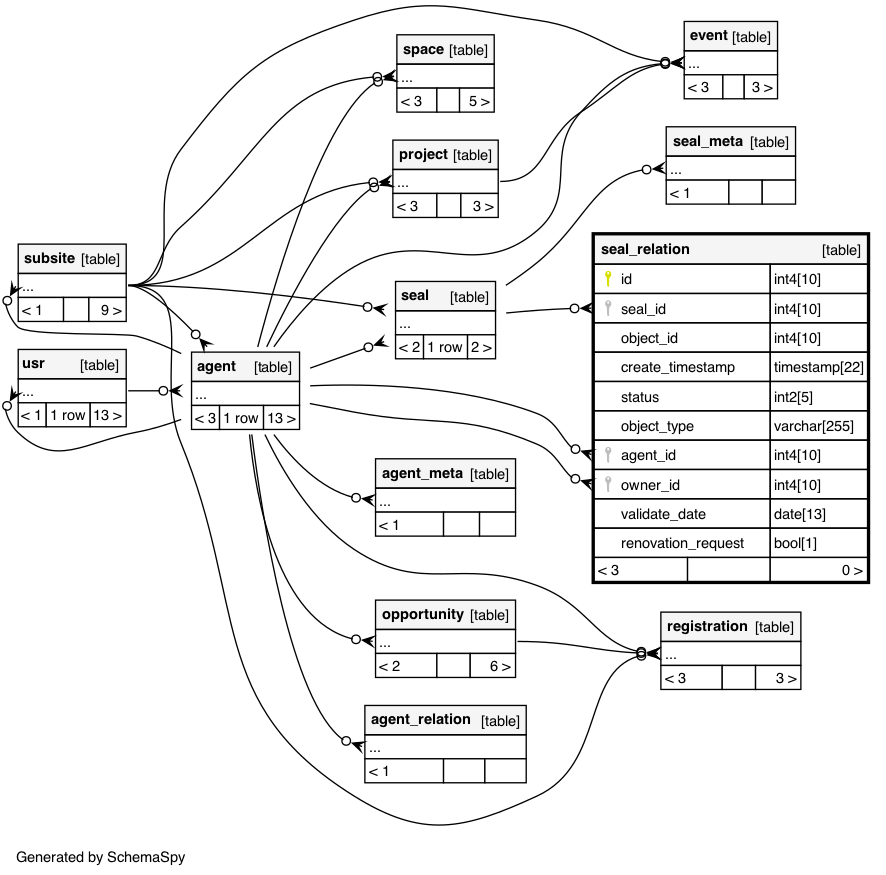 space [table]
...
< 3 5 >
event [table]
...
< 3 3 >
project [table]
...
< 3 3 >
seal_meta [table]
...
< 1
subsite [table]
...
< 1 9 >
seal [table]
...
< 2 1 row 2 >
seal_relation [table]
id int4[10]
seal_id int4[10]
object_id int4[10]
create_timestamp timestamp[22]
status int2[5]
object_type varchar[255]
agent_id int4[10]
owner_id int4[10]
validate_date date[13]
renovation_request bool[1]
< 3 0 >
usr [table]
...
< 1 1 row 13 >
agent [table]
...
< 3 1 row 13 >
agent_meta [table]
...
< 1
opportunity [table]
...
< 2 6 >
registration [table]
...
< 3 3 >
agent_relation [table]
...
< 1
Generated by SchemaSpy